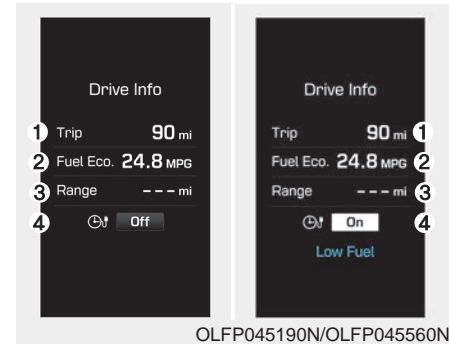 Drive Info
1 Trip 90 mi
2 Fuel Eco. 24.8 MPG
3 Range --- mi
4 Off
Drive Info
Trip 90 mi 1
Fuel Eco. 24.8 MPG 2
Range --- mi 3
On 4
Low Fuel
OLFP045190N/OLFP045560N